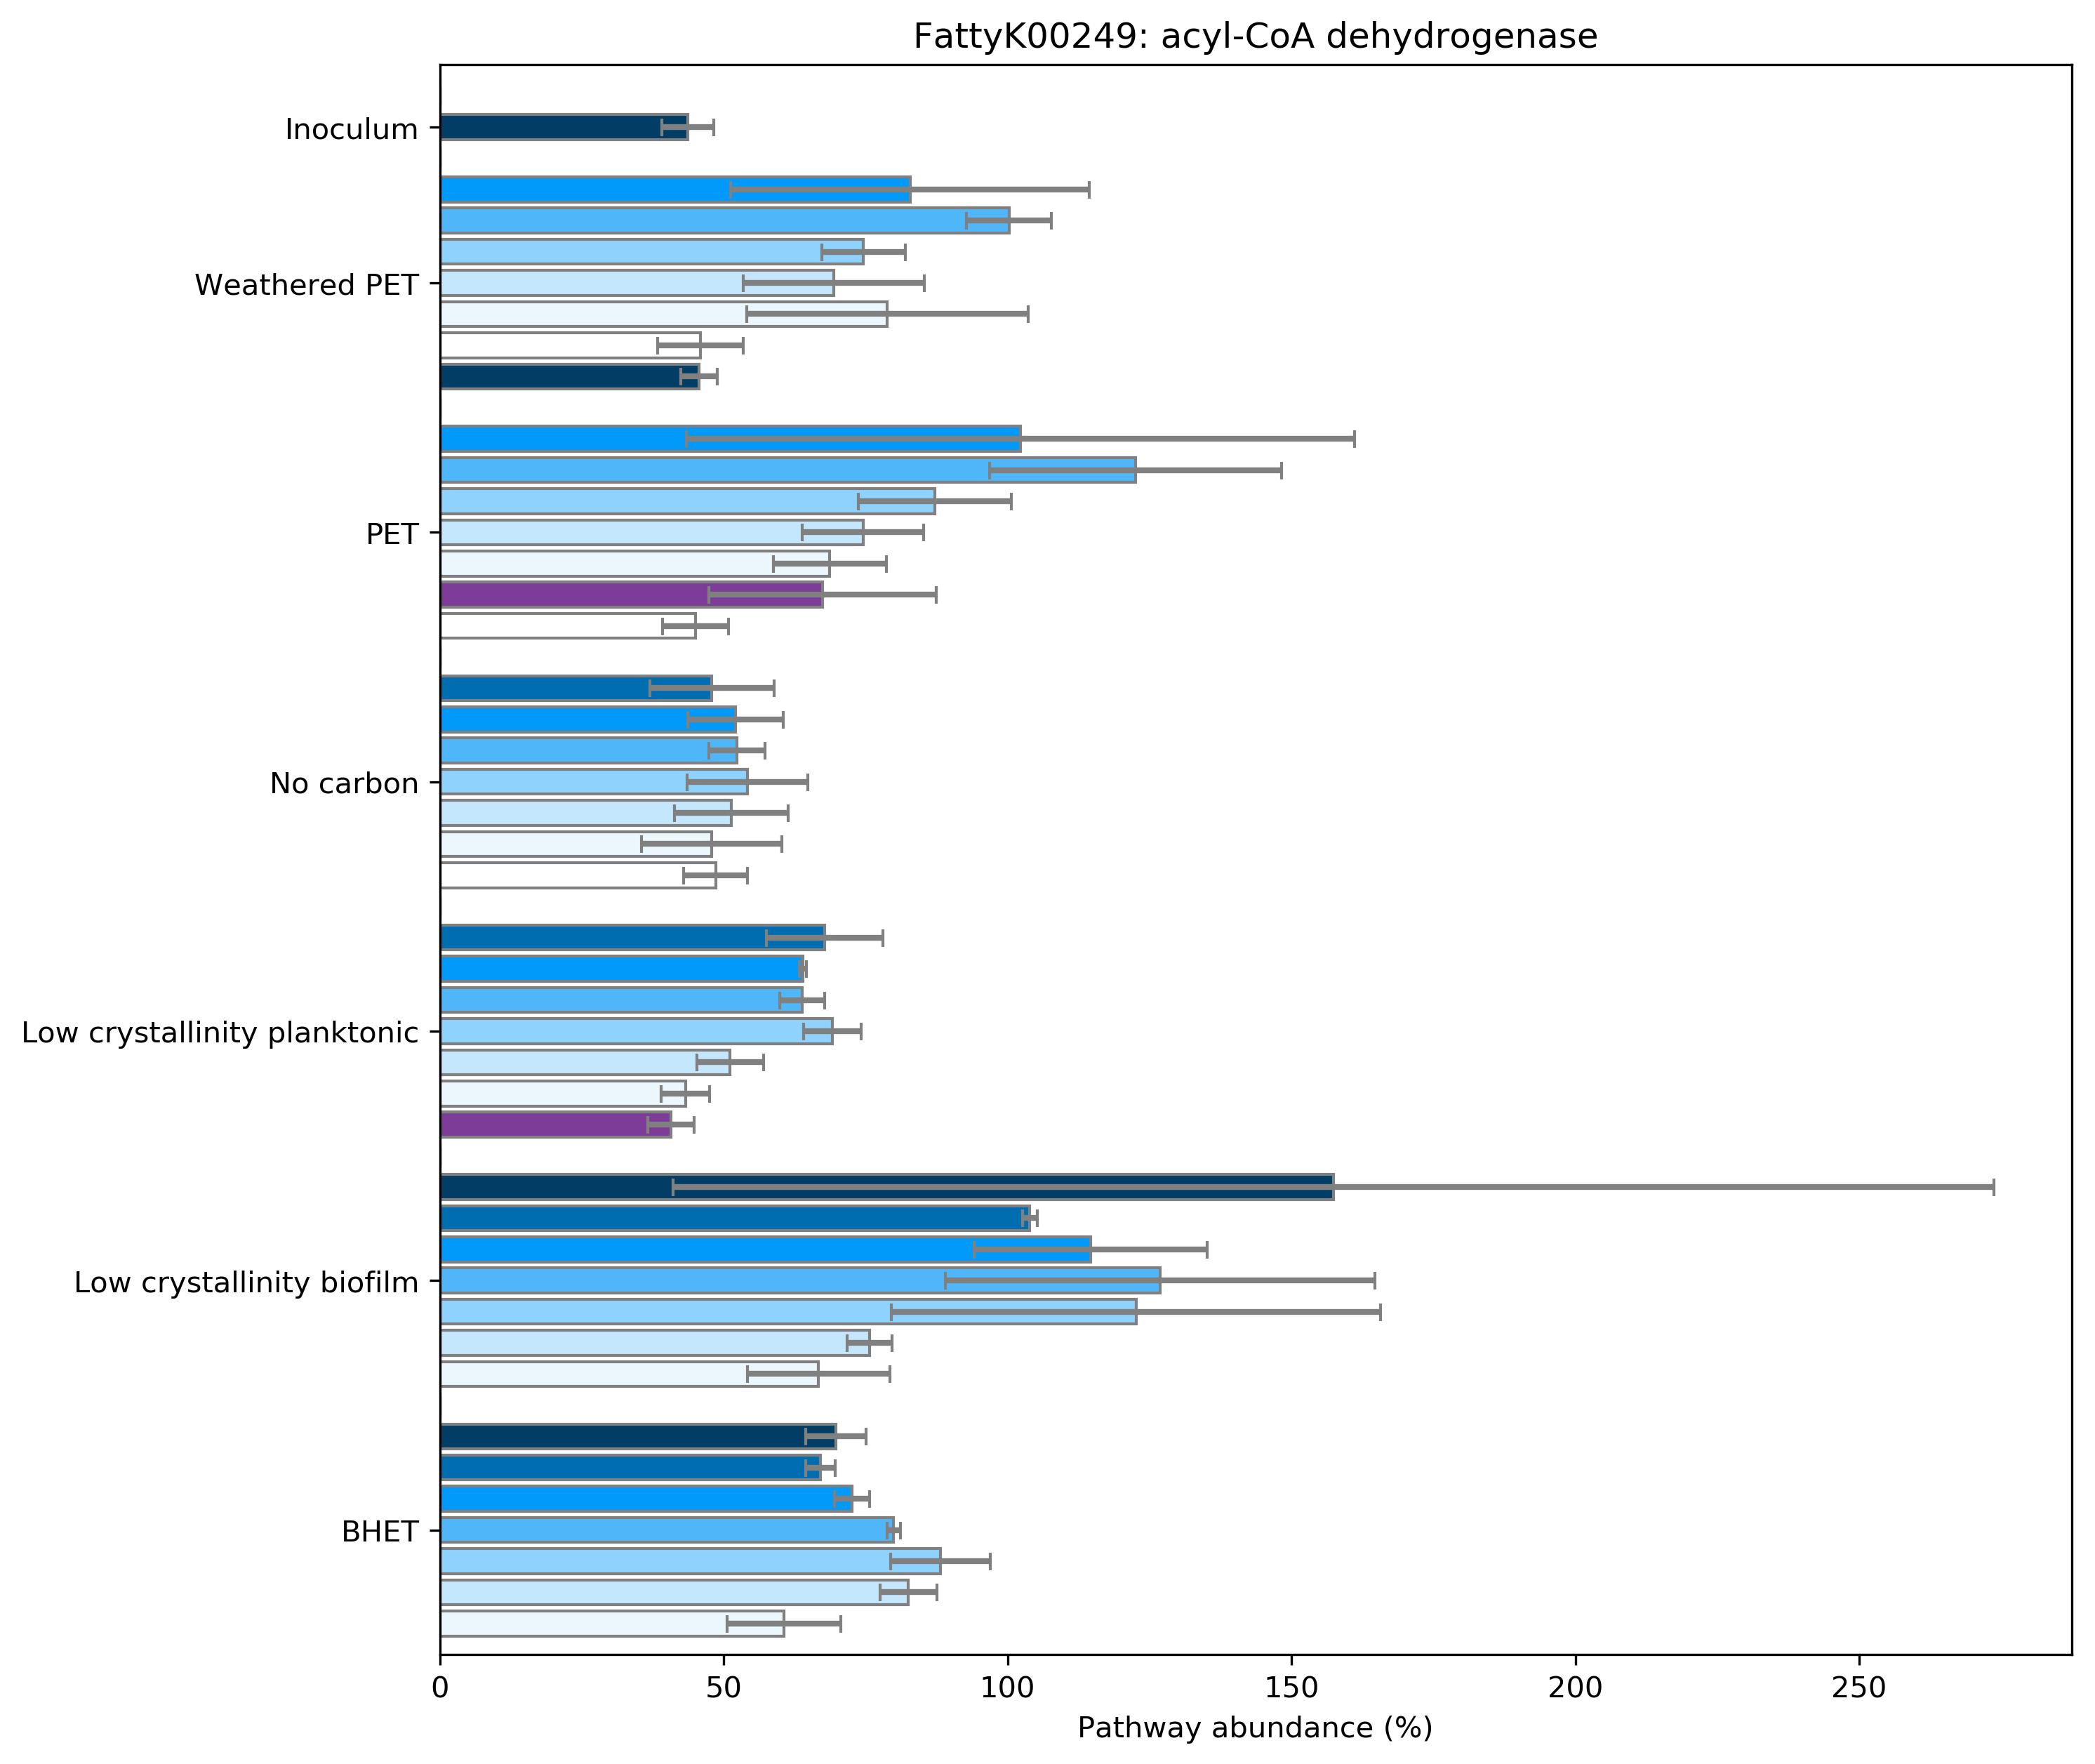 FattyK00249: acyl-CoA dehydrogenase
Inoculum
Weathered PET
PET
No carbon
Low crystallinity planktonic
Low crystallinity biofilm
BHET
0 50 100 150 200 250
Pathway abundance (%)